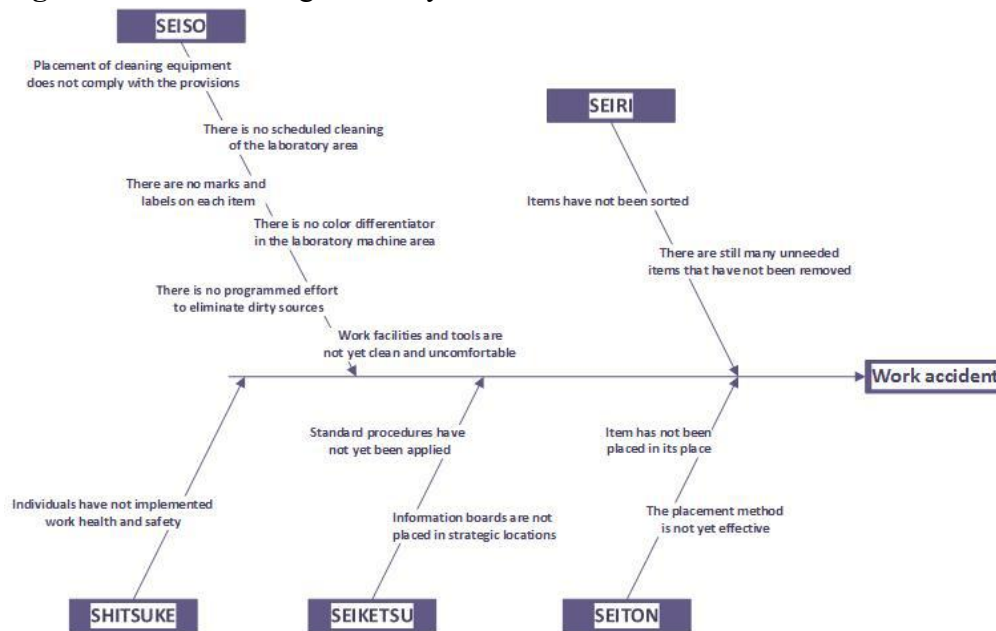 SEISO
Placement of cleaning equipment
does not comply with the provisions
There is no scheduled cleaning
of the laboratory area
There are no marks and
labels on each item
There is no color differentiator
in the laboratory machine area
There is no programmed effort
to eliminate dirty sources
Work facilities and tools are
not yet clean and uncomfortable
SEIRI
Items have not been sorted
There are still many unneeded
items that have not been removed
Work accident
Individuals have not implemented
work health and safety
SHITSUKE
Standard procedures have
not yet been applied
Information boards are not
placed in strategic locations
SEIKETSU
Item has not been
placed in its place
The placement method
is not yet effective
SEITON